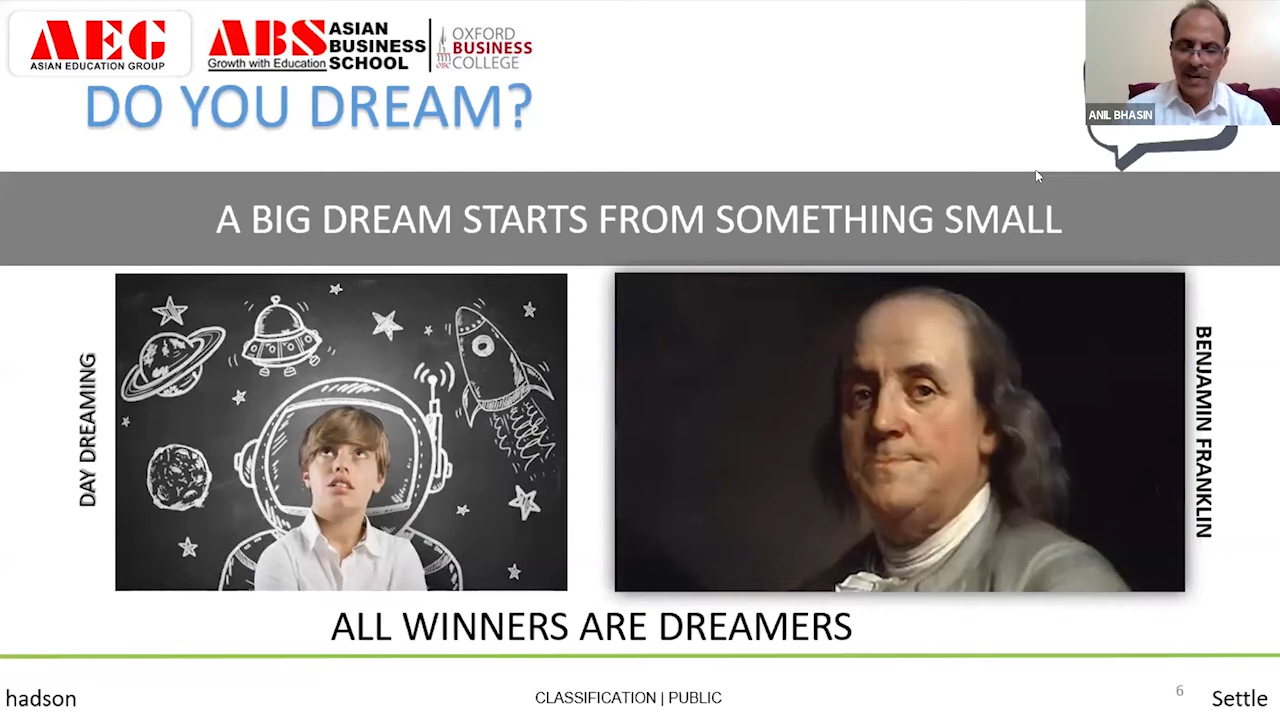 AEG
ASIAN EDUCATION GROUP
ABS
Growth with Education
ASIAN
BUSINESS
SCHOOL
OXFORD
BUSINESS
COLLEGE
DO YOU DREAM?
ANIL BHASIN
A BIG DREAM STARTS FROM SOMETHING SMALL
DAY DREAMING
BENJAMIN FRANKLIN
ALL WINNERS ARE DREAMERS
hadson
CLASSIFICATION | PUBLIC
6
Settle